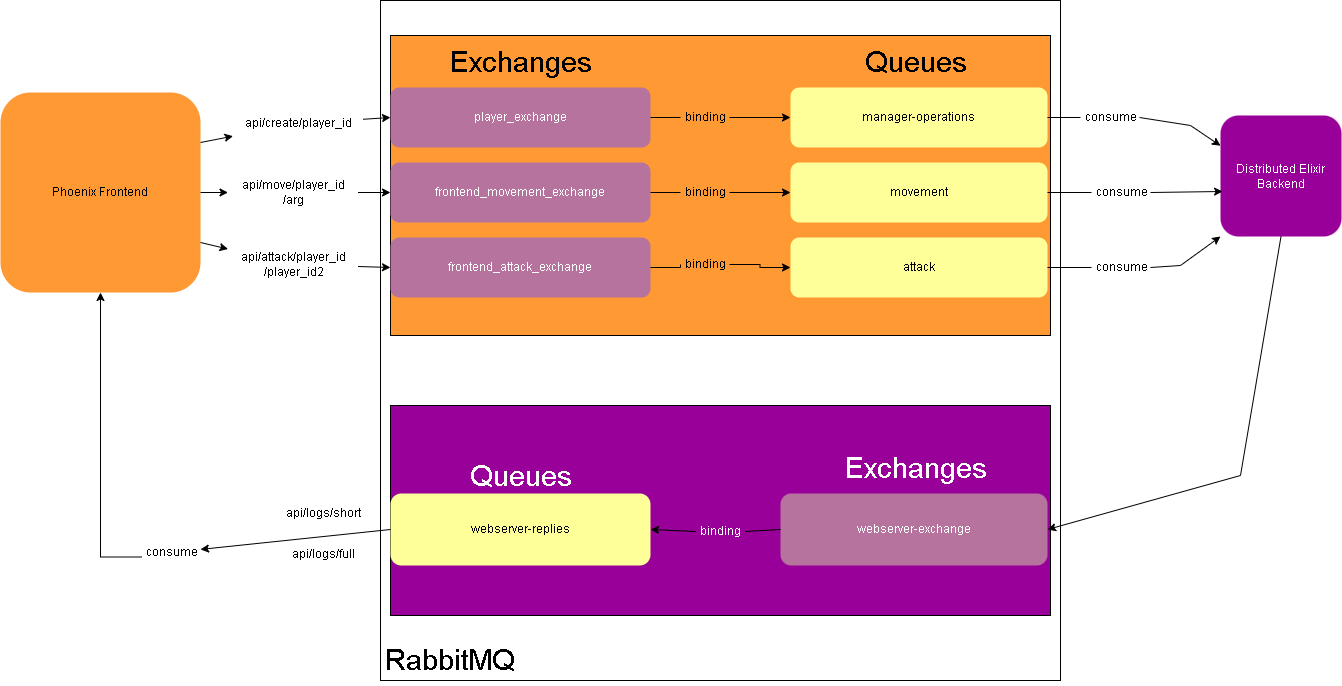 Exchanges
Queues
Phoenix Frontend
api/create/player_id
player_exchange
binding
manager-operations
consume
api/move/player_id
/arg
frontend_movement_exchange
binding
movement
consume
Distributed Elixir
Backend
api/attack/player_id
/player_id2
frontend_attack_exchange
binding
attack
consume
Queues
Exchanges
api/logs/short
webserver-replies
binding
webserver-exchange
consume
api/logs/full
RabbitMQ